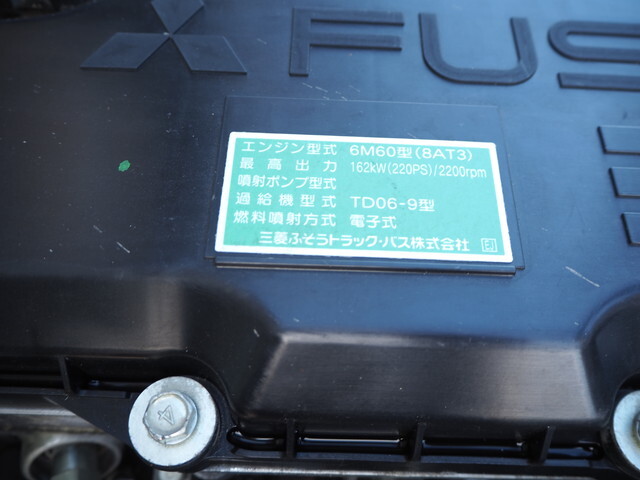 FUS
エンジン型式 6M60型(8AT3)
最高出力 162kW(220PS)/2200rpm
噴射ポンプ型式
過給機型式 TD06-9型
燃料噴射方式 電子式
三菱ふそうトラック・バス株式会社 FJ
4